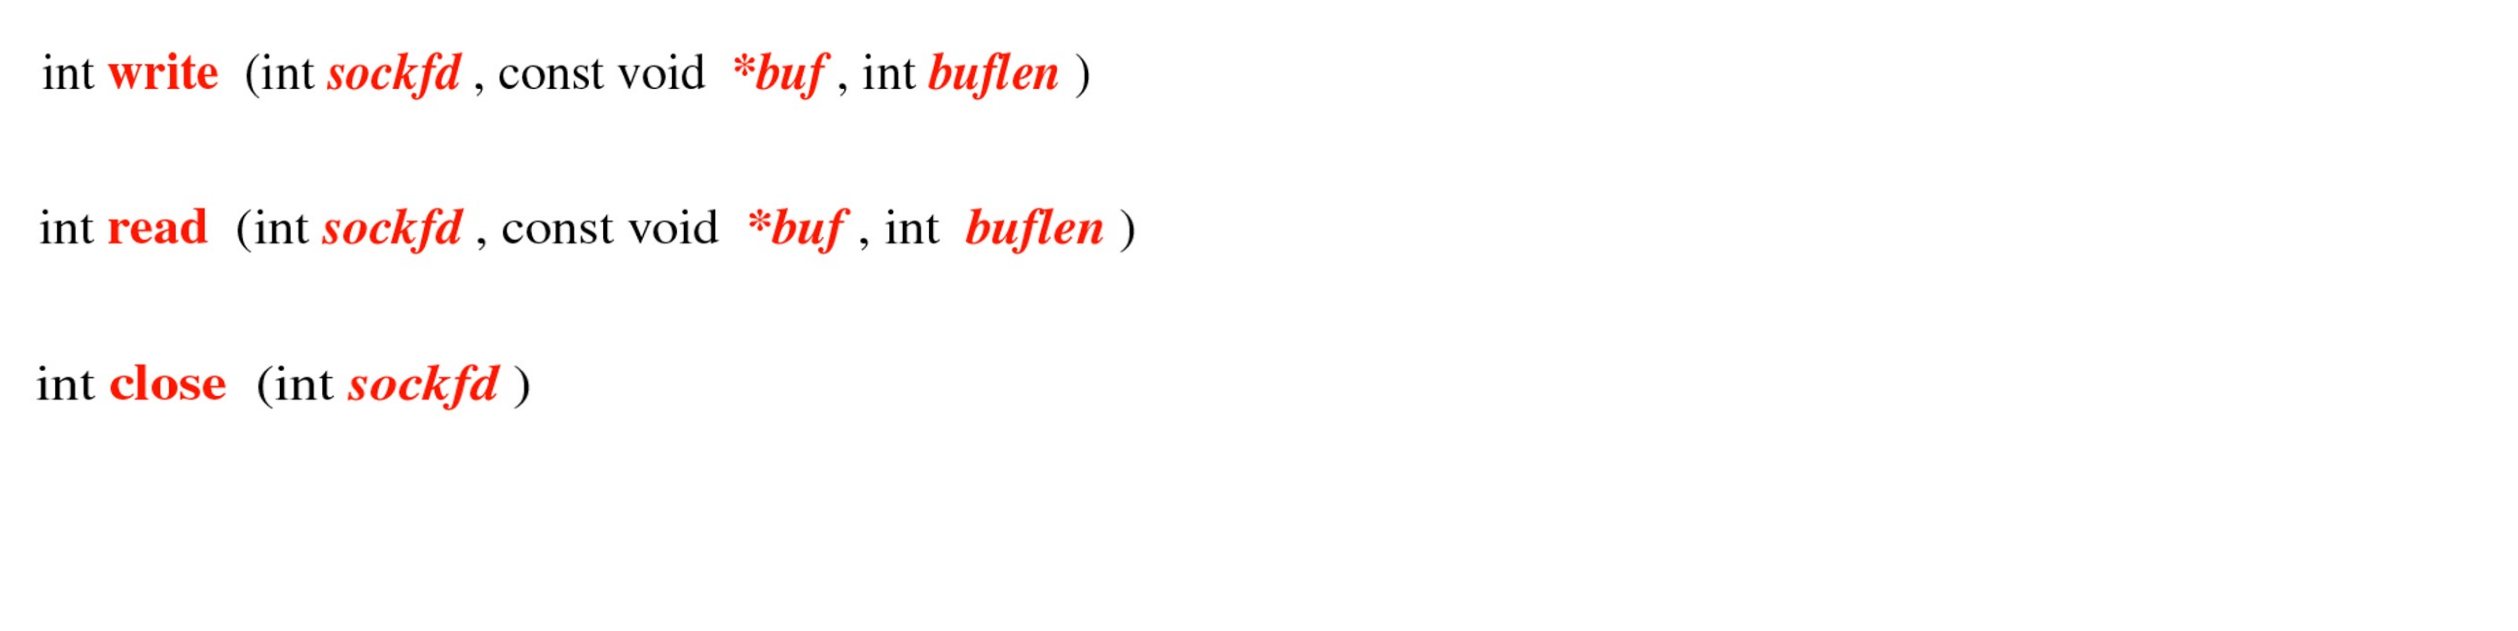 int write (int sockfd , const void *buf , int buflen )
int read (int sockfd , const void *buf , int buflen )
int close (int sockfd )